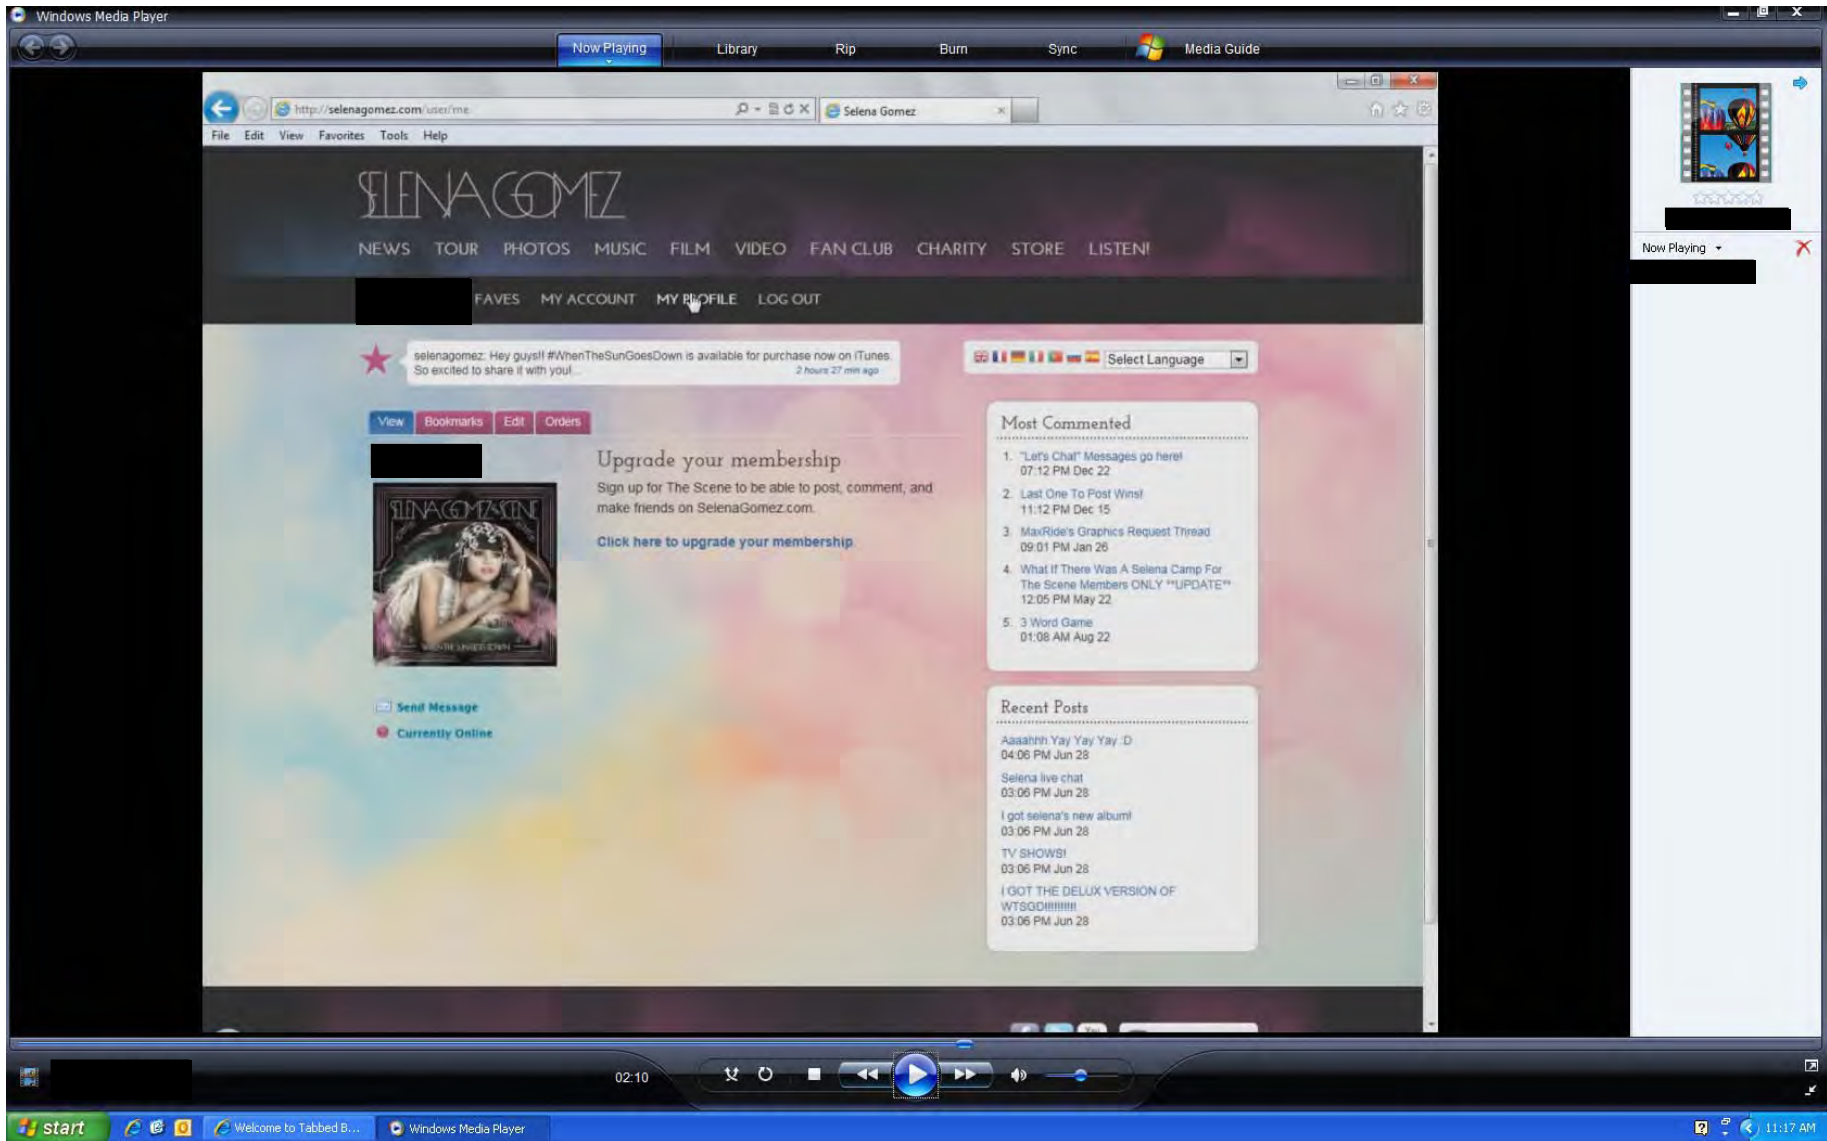 Windows Media Player
Now Playing
Library
Rip
Burn
Sync
Media Guide
http://selenagomez.com/user/me
Selena Gomez
File Edit View Favorites Tools Help
SELENA GOMEZ
NEWS TOUR PHOTOS MUSIC FILM VIDEO FAN CLUB CHARITY STORE LISTEN!
FAVES MY ACCOUNT MY PROFILE LOG OUT
selenagomez: Hey guys!! #WhenTheSunGoesDown is available for purchase now on iTunes.
So excited to share it with you!
2 hours 27 min ago
Select Language
View Bookmarks Edit Orders
Upgrade your membership
Sign up for The Scene to be able to post, comment, and
make friends on SelenaGomez.com.
Click here to upgrade your membership
SELENA GOMEZ & THE SCENE
WHEN THE SUN GOES DOWN
Send Message
Currently Online
Most Commented
1. "Let's Chat" Messages go here!
07:12 PM Dec 22
2. Last One To Post Wins!
11:12 PM Dec 15
3. MaxRide's Graphics Request Thread
09:01 PM Jan 26
4. What If There Was A Selena Camp For
The Scene Members ONLY **UPDATE**
12:05 PM May 22
5. 3 Word Game
01:08 AM Aug 22
Recent Posts
Aaaahhh Yay Yay Yay :D
04:06 PM Jun 28
Selena live chat
03:06 PM Jun 28
I got selena's new album!
03:06 PM Jun 28
TV SHOWS!
03:06 PM Jun 28
I GOT THE DELUX VERSION OF
WTSGD!!!!!!!!!!
03:06 PM Jun 28
Now Playing
02:10
start
Welcome to Tabbed B...
Windows Media Player
11:17 AM